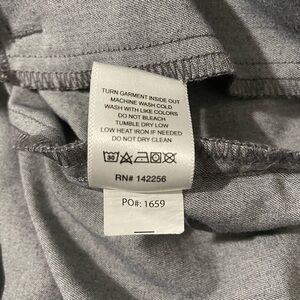 TURN GARMENT INSIDE OUT
MACHINE WASH COLD
WASH WITH LIKE COLORS
DO NOT BLEACH
TUMBLE DRY LOW
LOW HEAT IRON IF NEEDED
DO NOT DRY CLEAN
30
RN# 142256
PO#: 1659